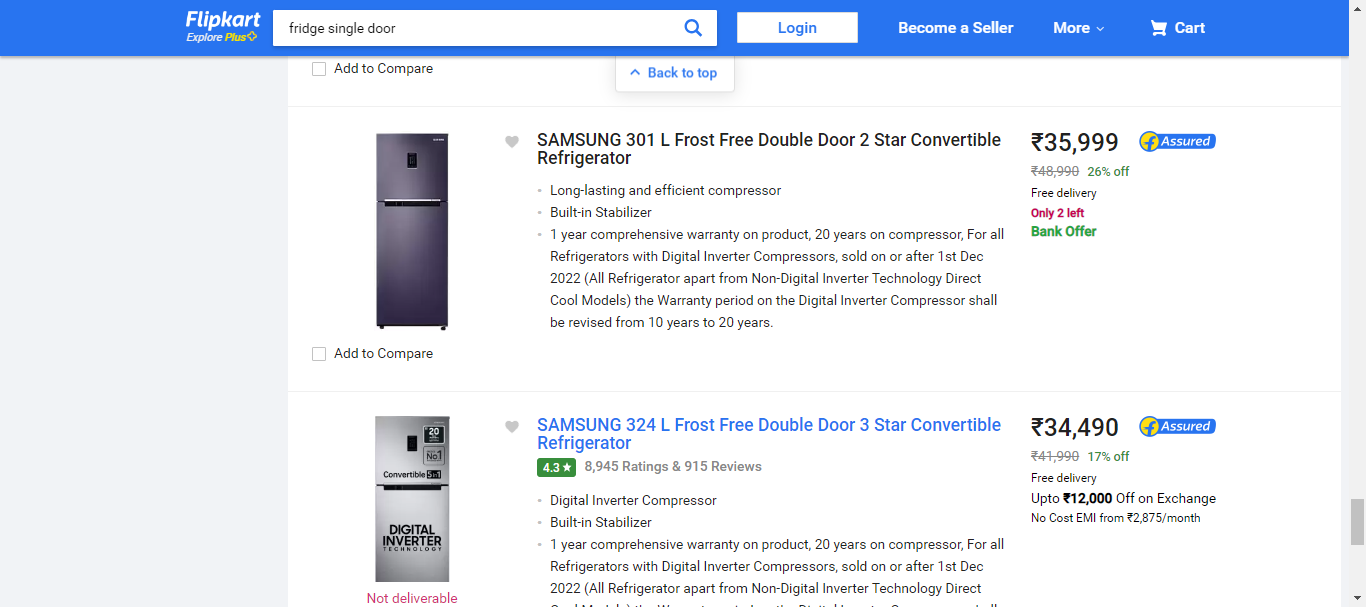 Flipkart
Explore Plus
fridge single door
Login
Become a Seller
More
Cart
Add to Compare
Back to top
SAMSUNG 301 L Frost Free Double Door 2 Star Convertible
Refrigerator
Long-lasting and efficient compressor
Built-in Stabilizer
1 year comprehensive warranty on product, 20 years on compressor, For all
Refrigerators with Digital Inverter Compressors, sold on or after 1st Dec
2022 (All Refrigerator apart from Non-Digital Inverter Technology Direct
Cool Models) the Warranty period on the Digital Inverter Compressor shall
be revised from 10 years to 20 years.
₹35,999
Assured
₹48,990 26% off
Free delivery
Only 2 left
Bank Offer
Add to Compare
20
No.1
Convertible 5in1
DIGITAL
INVERTER
TECHNOLOGY
Not deliverable
SAMSUNG 324 L Frost Free Double Door 3 Star Convertible
Refrigerator
4.3★ 8,945 Ratings & 915 Reviews
Digital Inverter Compressor
Built-in Stabilizer
1 year comprehensive warranty on product, 20 years on compressor, For all
Refrigerators with Digital Inverter Compressors, sold on or after 1st Dec
2022 (All Refrigerator apart from Non-Digital Inverter Technology Direct
₹34,490
Assured
₹41,990 17% off
Free delivery
Upto ₹12,000 Off on Exchange
No Cost EMI from ₹2,875/month